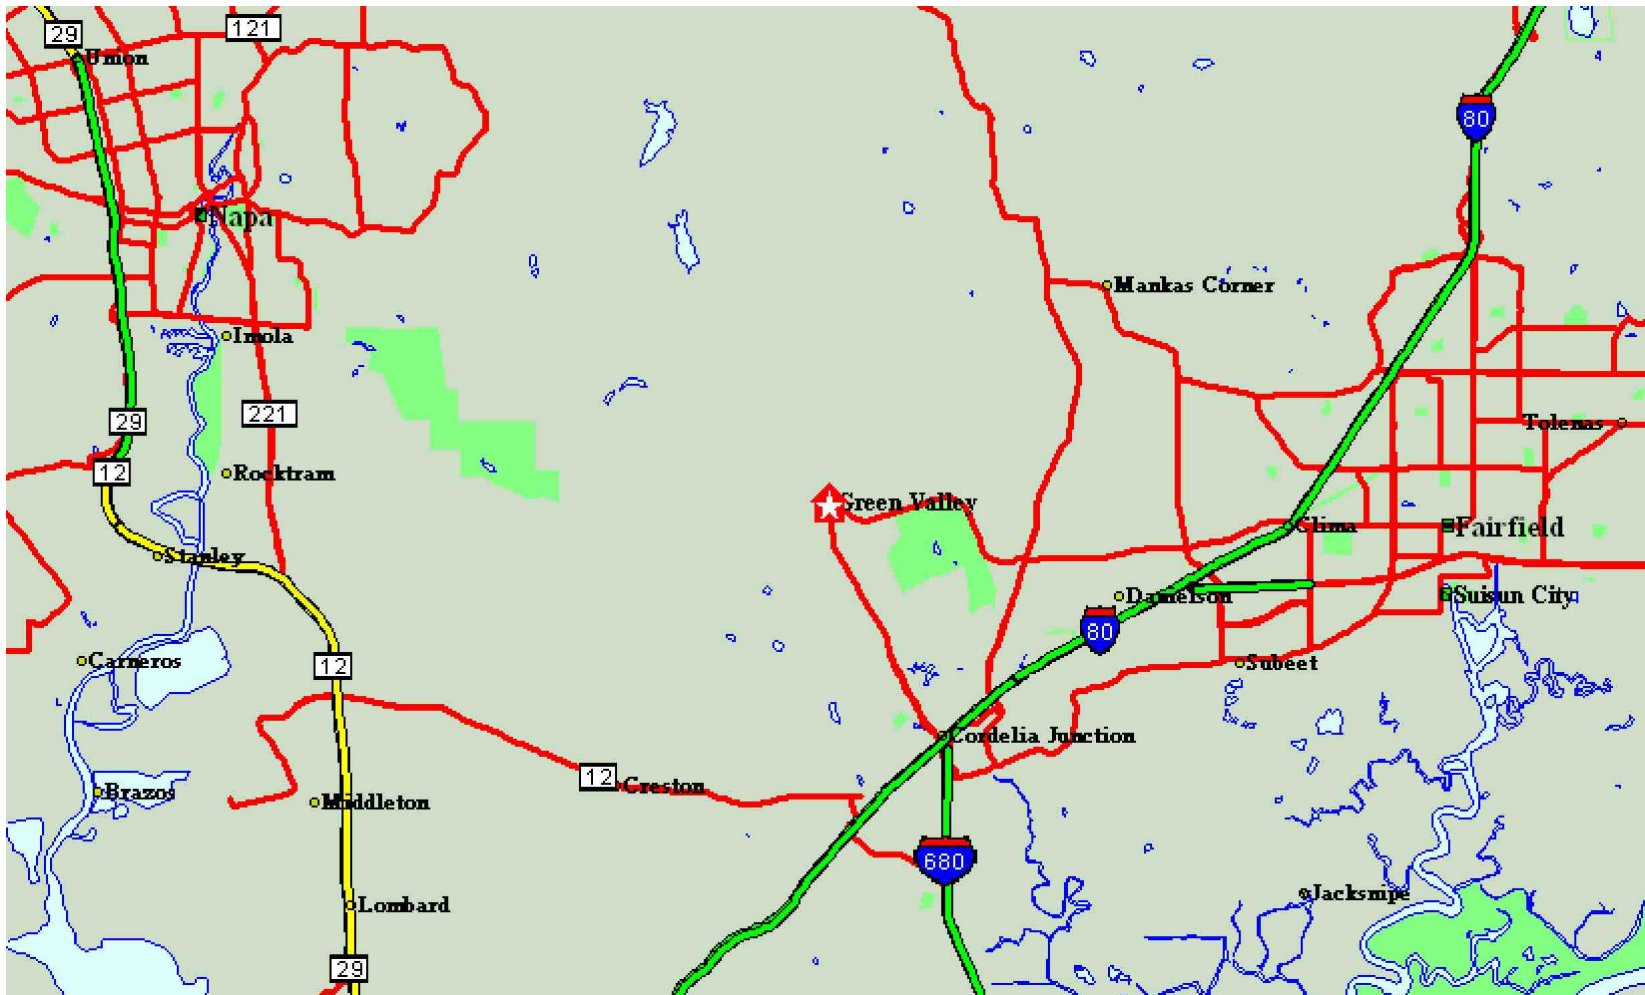 29
121
Union
80
Napa
Mankas Corner
Imola
29
221
Tolenas
12
Rocktram
Green Valley
Clima
Fairfield
Stanley
Danielson
Suisun City
80
Carneros
12
Subeet
Cordelia Junction
12
Creston
Brazos
Middleton
680
Jacksnipe
Lombard
29